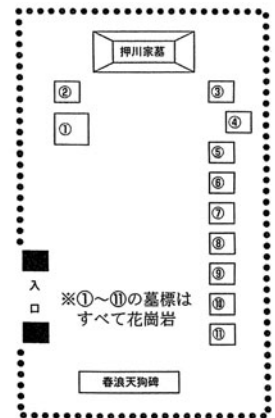 押川家墓
② ③
① ④
⑤
⑥
⑦
⑧
⑨
⑩
⑪
入口
※①〜⑪の墓標は
すべて花崗岩
春浪天狗碑